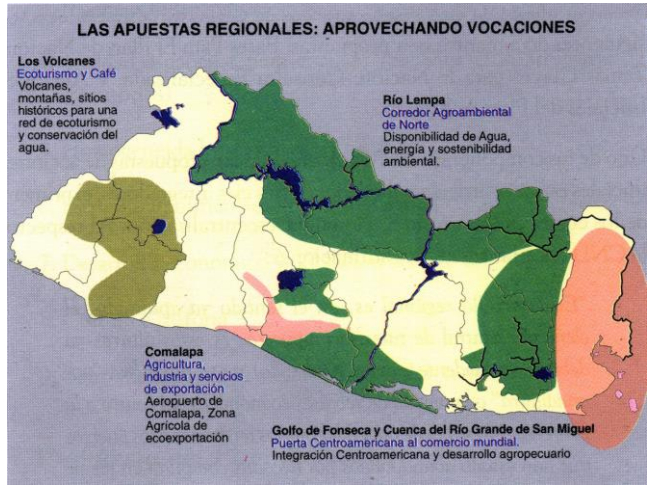 LAS APUESTAS REGIONALES: APROVECHANDO VOCACIONES
Los Volcanes
Ecoturismo y Café
Volcanes,
montañas, sitios
históricos para una
red de ecoturismo
y conservación del
agua.
Río Lempa
Corredor Agroambiental
de Norte
Disponibilidad de Agua,
energía y sostenibilidad
ambiental.
Comalapa
Agricultura,
industria y servicios
de exportación
Aeropuerto de
Comalapa, Zona
Agrícola de
ecoexportación
Golfo de Fonseca y Cuenca del Río Grande de San Miguel
Puerta Centroamericana al comercio mundial.
Integración Centroamericana y desarrollo agropecuario